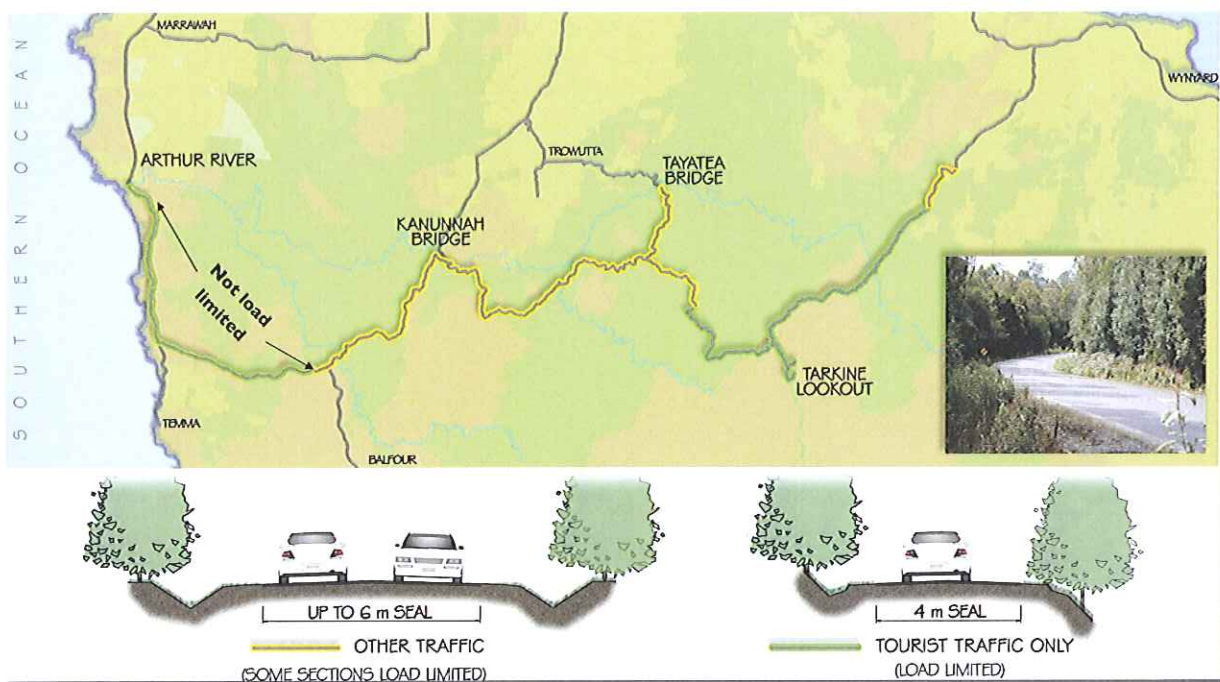 MARRAWAH
WYNYARD
SOUTHERN OCEAN
ARTHUR RIVER
TROWUTTA
TAYATEA
BRIDGE
KANUNNAH
BRIDGE
Not load
limited
TARKINE
LOOKOUT
TEMMA
BALFOUR
UP TO 6 m SEAL
4 m SEAL
OTHER TRAFFIC
(SOME SECTIONS LOAD LIMITED)
TOURIST TRAFFIC ONLY
(LOAD LIMITED)